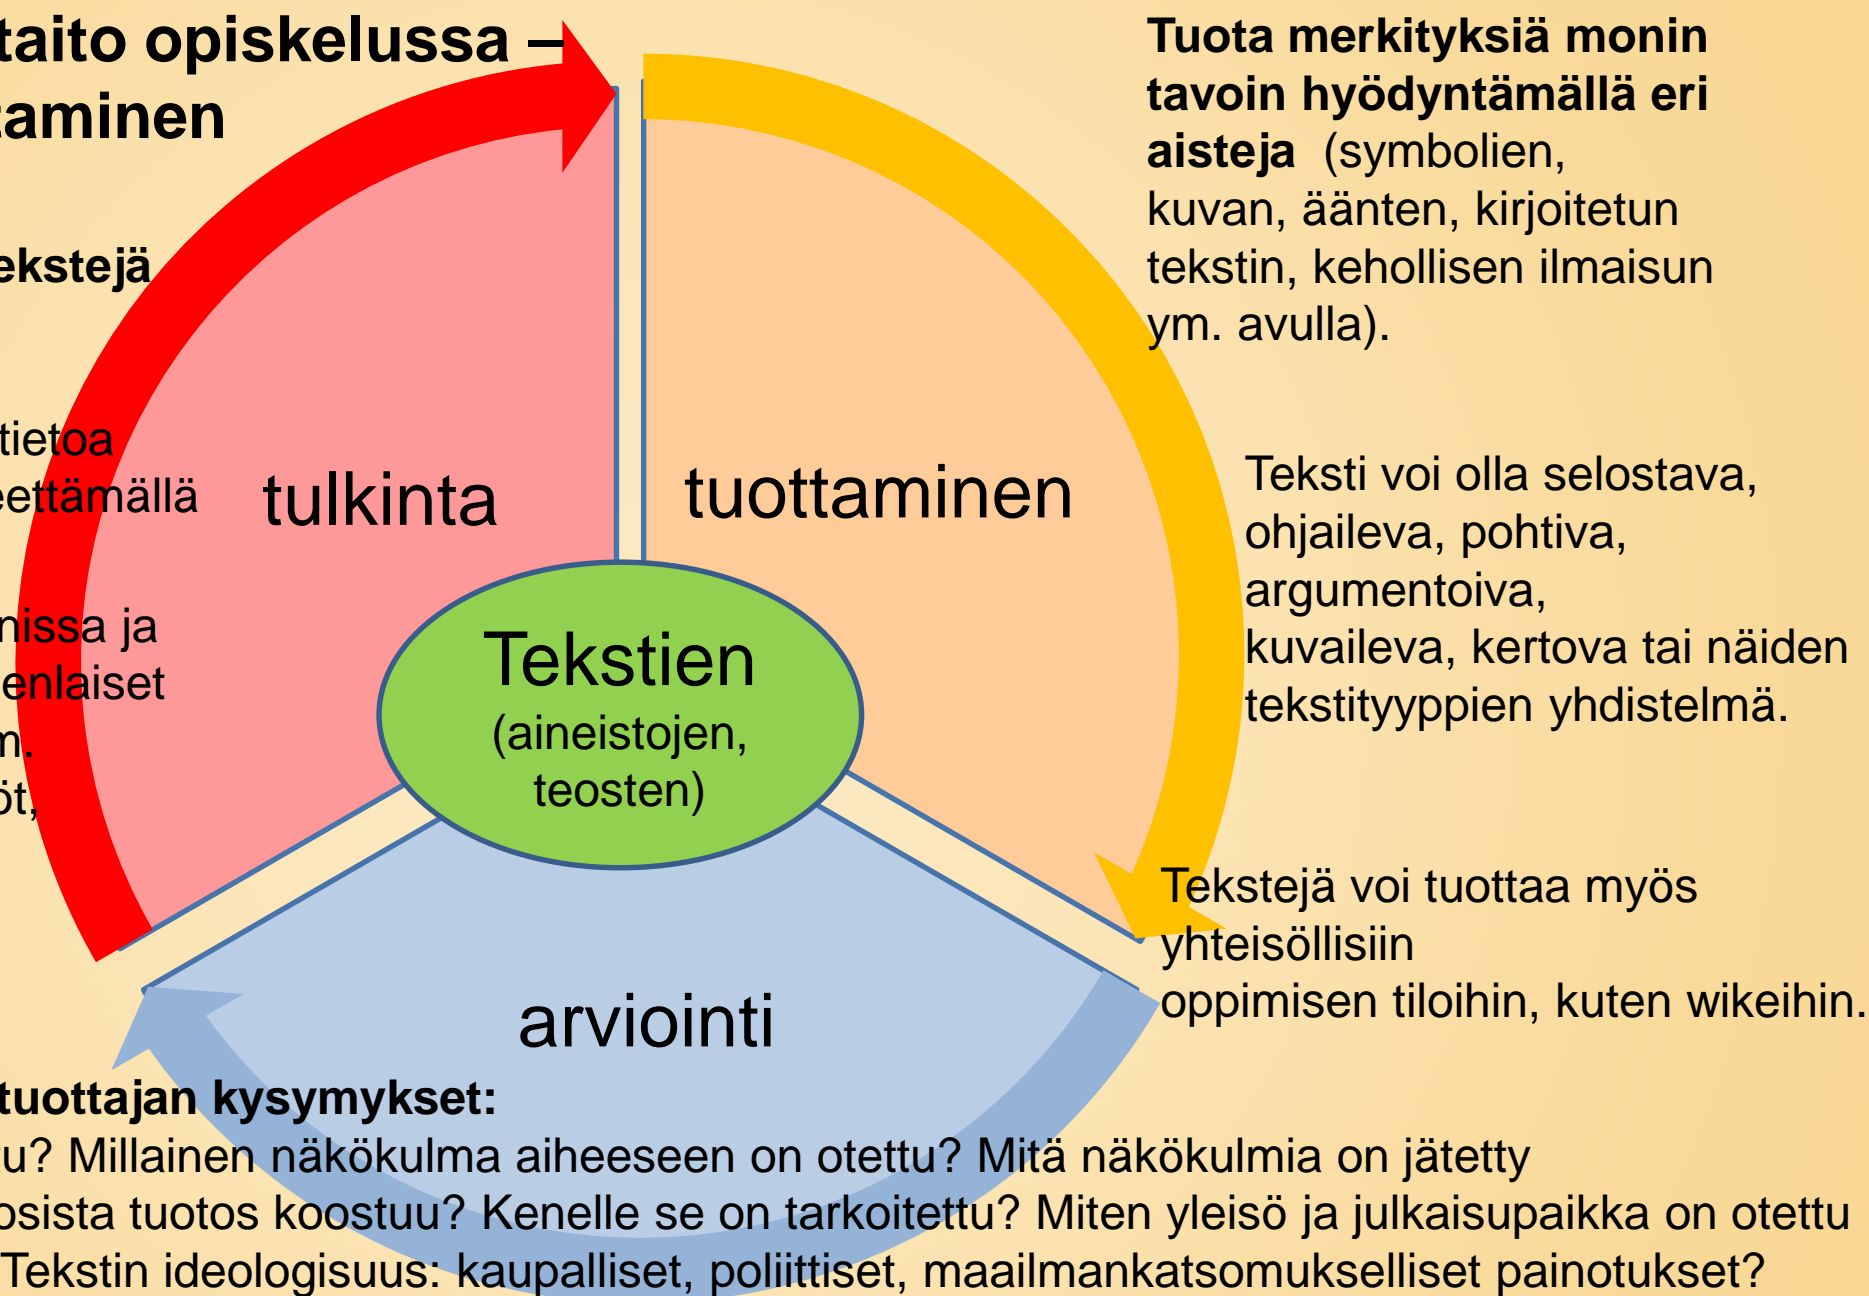 taito opiskelussa –
taminen
ekstejä
tietoa
eettämällä
nissa ja
enlaiset
m.
öt,
tulkinta
tuottaminen
Tekstien
(aineistojen,
teosten)
arviointi
Tuota merkityksiä monin
tavoin hyödyntämällä eri
aisteja (symbolien,
kuvan, äänten, kirjoitetun
tekstin, kehollisen ilmaisun
ym. avulla).
Teksti voi olla selostava,
ohjaileva, pohtiva,
argumentoiva,
kuvaileva, kertova tai näiden
tekstityyppien yhdistelmä.
Tekstejä voi tuottaa myös
yhteisöllisiin
oppimisen tiloihin, kuten wikeihin.
tuottajan kysymykset:
tu? Millainen näkökulma aiheeseen on otettu? Mitä näkökulmia on jätetty
osista tuotos koostuu? Kenelle se on tarkoitettu? Miten yleisö ja julkaisupaikka on otettu
Tekstin ideologisuus: kaupalliset, poliittiset, maailmankatsomukselliset painotukset?